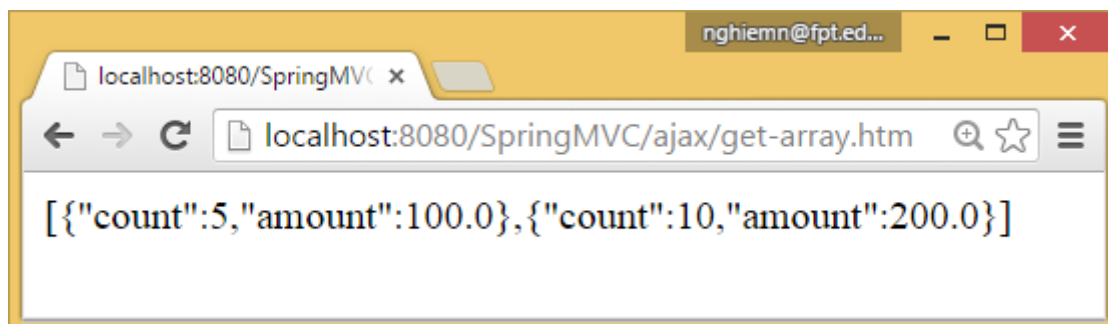 nghiemn@fpt.ed...
localhost:8080/SpringMV
localhost:8080/SpringMVC/ajax/get-array.htm
[{"count":5,"amount":100.0},{"count":10,"amount":200.0}]